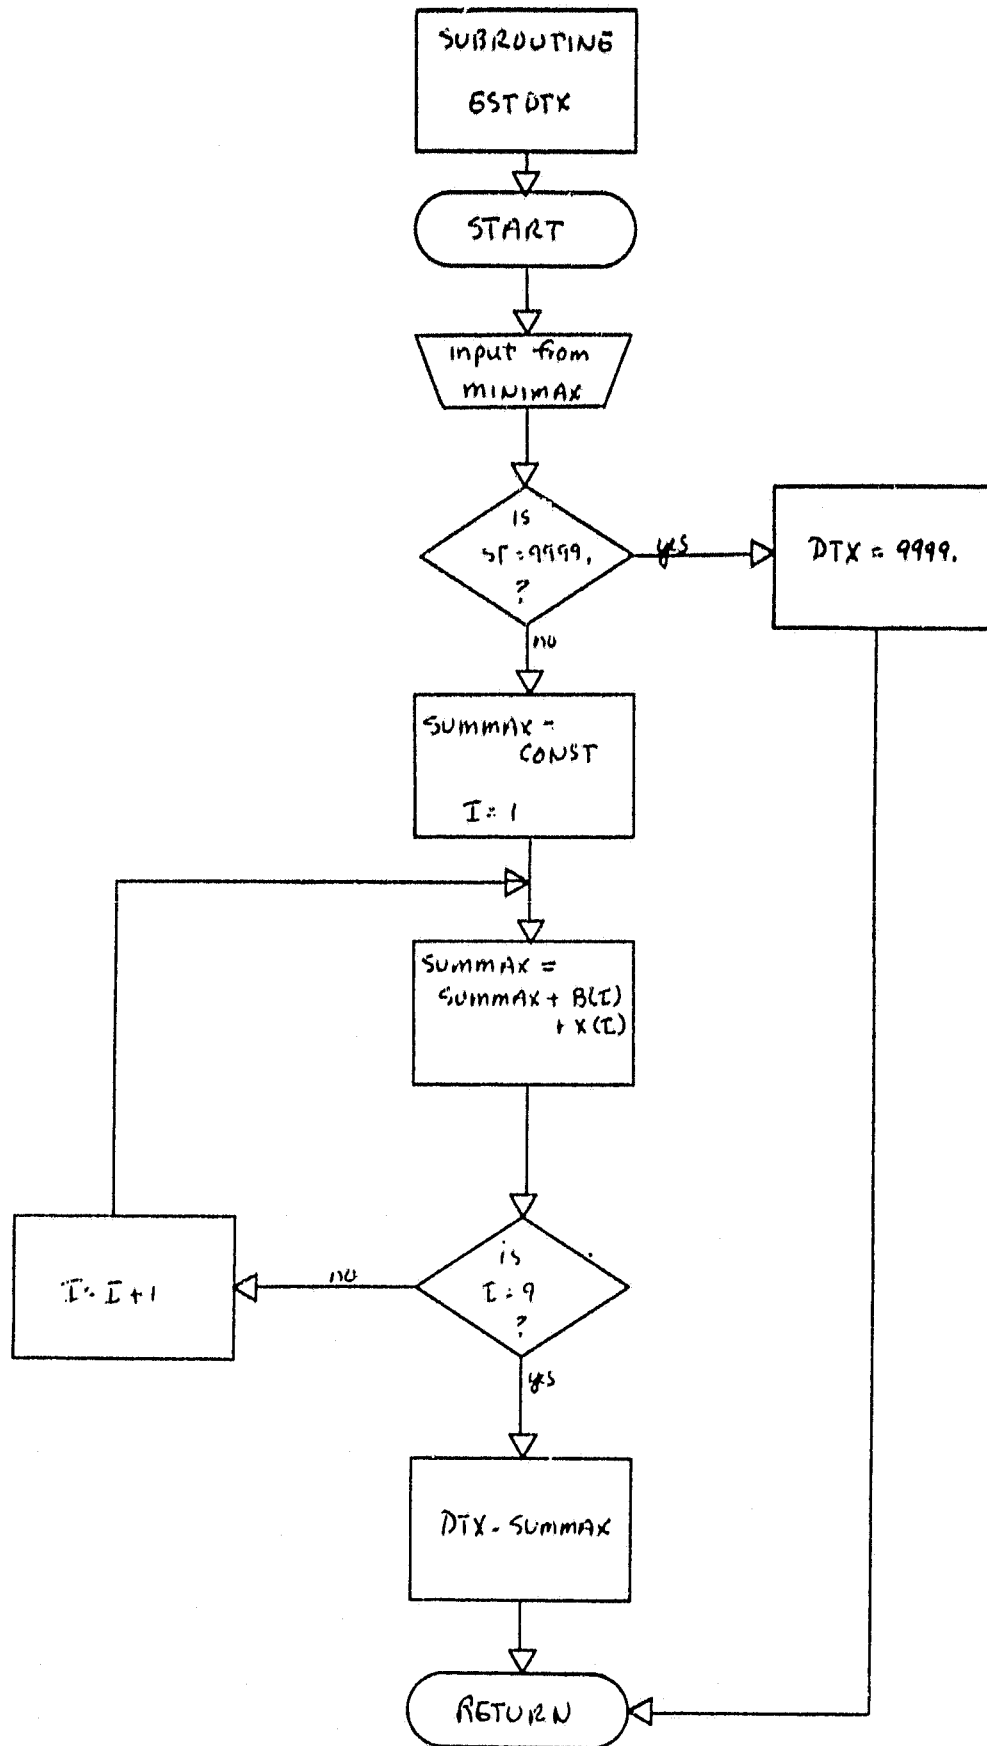 SUBROUTINE
ESTDTX
START
input from
MINIMAX
is
ST = 9999.
?
yes
DTX = 9999.
no
SUMMAX =
CONST
I = 1
SUMMAX =
SUMMAX + B(I)
+ X(I)
is
I = 9
?
no
I = I + 1
yes
DTX = SUMMAX
RETURN